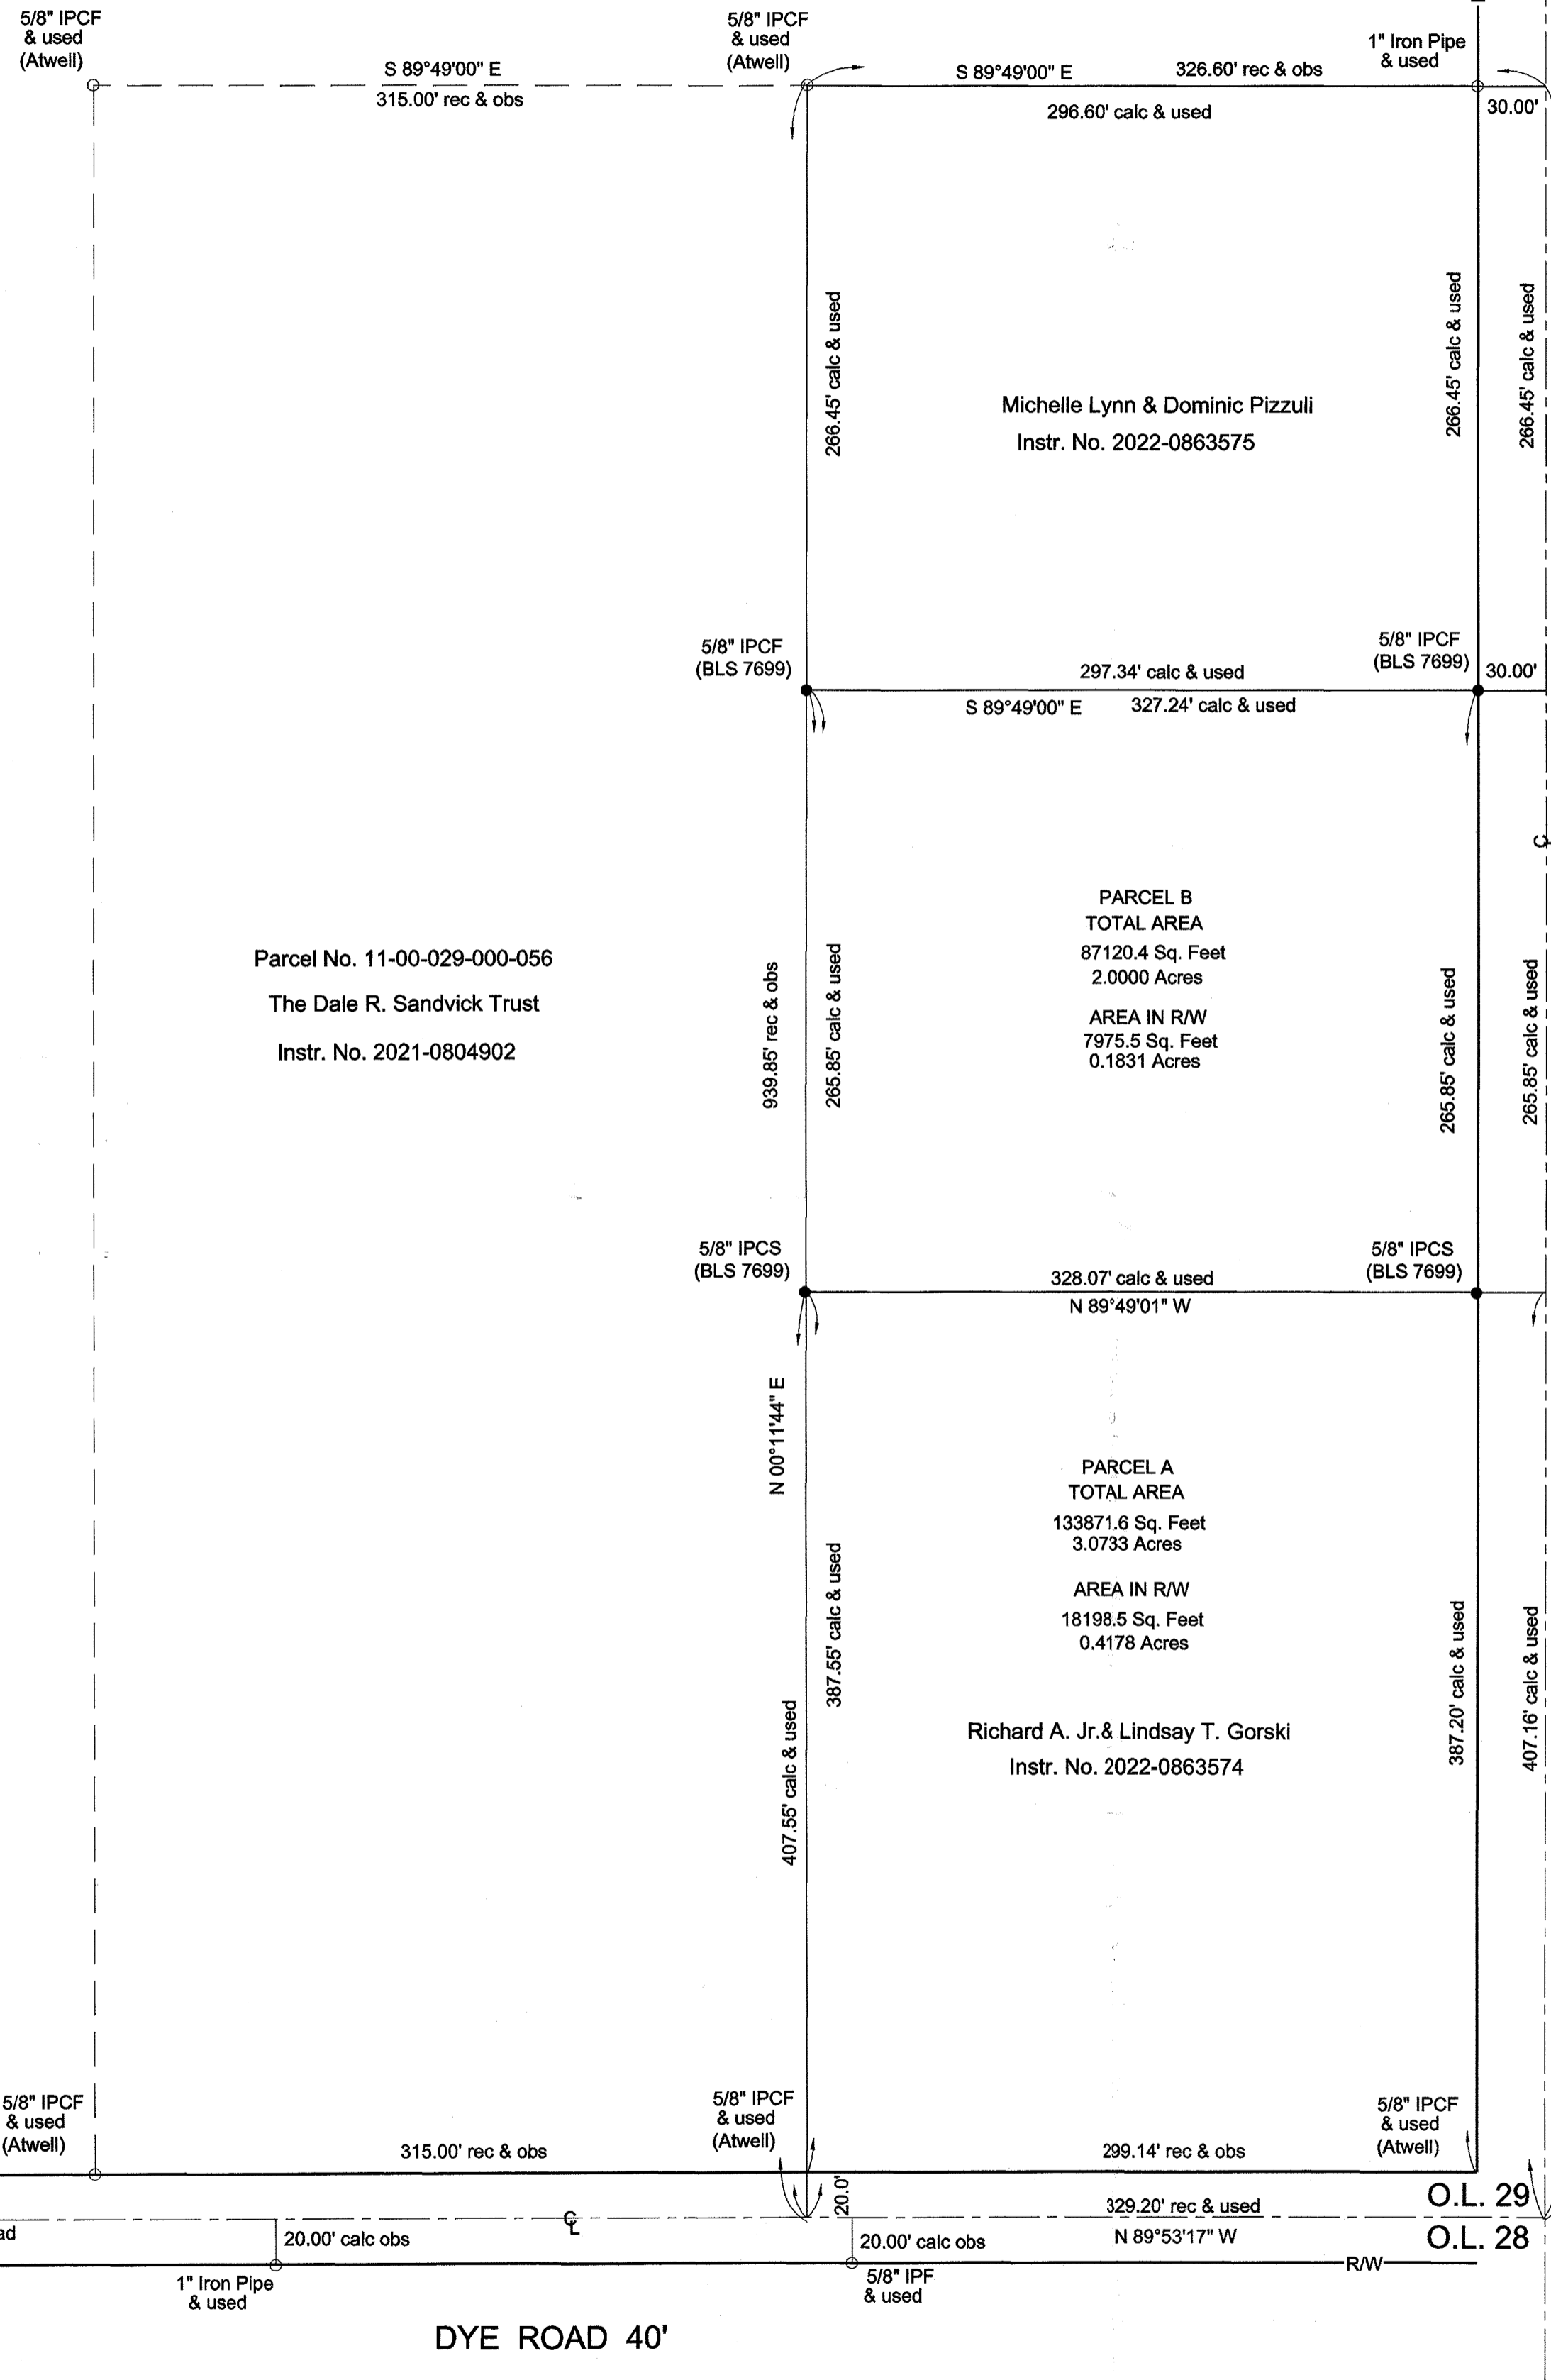 5/8" IPCF
& used
(Atwell)
5/8" IPCF
& used
(Atwell)
1" Iron Pipe
& used
S 89°49'00" E
315.00' rec & obs
S 89°49'00" E
326.60' rec & obs
296.60' calc & used
30.00'
266.45' calc & used
266.45' calc & used
266.45' calc & used
Michelle Lynn & Dominic Pizzuli
Instr. No. 2022-0863575
5/8" IPCF
(BLS 7699)
5/8" IPCF
(BLS 7699)
297.34' calc & used
30.00'
S 89°49'00" E
327.24' calc & used
PARCEL B
TOTAL AREA
87120.4 Sq. Feet
2.0000 Acres
AREA IN R/W
7975.5 Sq. Feet
0.1831 Acres
Parcel No. 11-00-029-000-056
The Dale R. Sandvick Trust
Instr. No. 2021-0804902
939.85' rec & obs
265.85' calc & used
265.85' calc & used
265.85' calc & used
5/8" IPCS
(BLS 7699)
5/8" IPCS
(BLS 7699)
328.07' calc & used
N 89°49'01" W
N 00°11'44" E
PARCEL A
TOTAL AREA
133871.6 Sq. Feet
3.0733 Acres
AREA IN R/W
18198.5 Sq. Feet
0.4178 Acres
387.55' calc & used
407.55' calc & used
387.20' calc & used
407.16' calc & used
Richard A. Jr.& Lindsay T. Gorski
Instr. No. 2022-0863574
5/8" IPCF
& used
(Atwell)
5/8" IPCF
& used
(Atwell)
5/8" IPCF
& used
(Atwell)
315.00' rec & obs
299.14' rec & obs
20.0'
329.20' rec & used
O.L. 29
N 89°53'17" W
O.L. 28
20.00' calc obs
20.00' calc obs
R/W
1" Iron Pipe
& used
5/8" IPF
& used
DYE ROAD 40'